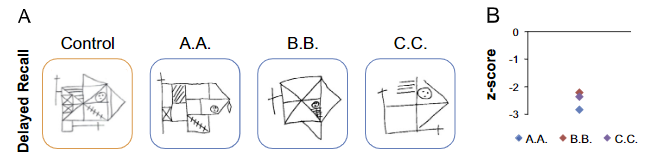 A
Control A.A. B.B. C.C.
Delayed Recall
B
z-score
0
-1
-2
-3
A.A. B.B. C.C.